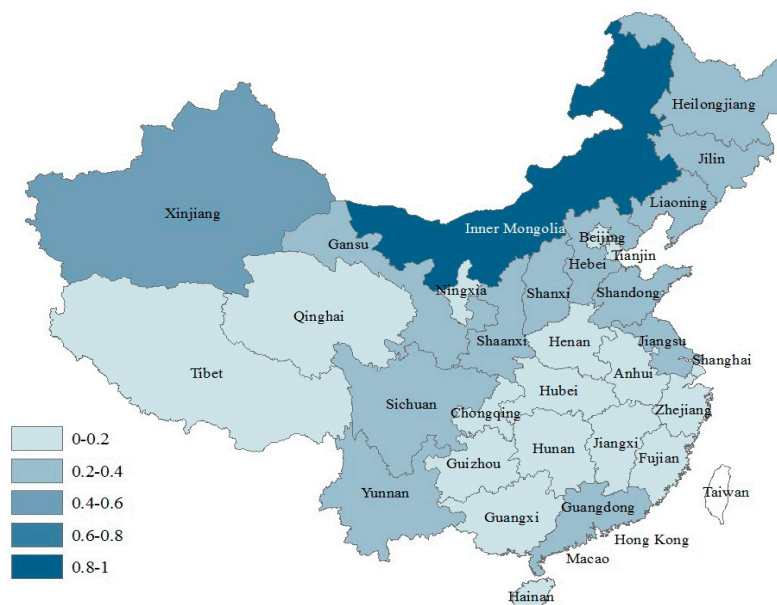 Heilongjiang
Jilin
Liaoning
Xinjiang
Inner Mongolia
Beijing
Gansu
Tianjin
Hebei
Ningxia
Shanxi
Shandong
Qinghai
Shaanxi
Henan
Jiangsu
Shanghai
Tibet
Anhui
Hubei
Sichuan
Chongqing
Zhejiang
Hunan
Jiangxi
Fujian
Guizhou
Yunnan
Taiwan
Guangxi
Guangdong
Hong Kong
Macao
Hainan
0-0.2
0.2-0.4
0.4-0.6
0.6-0.8
0.8-1